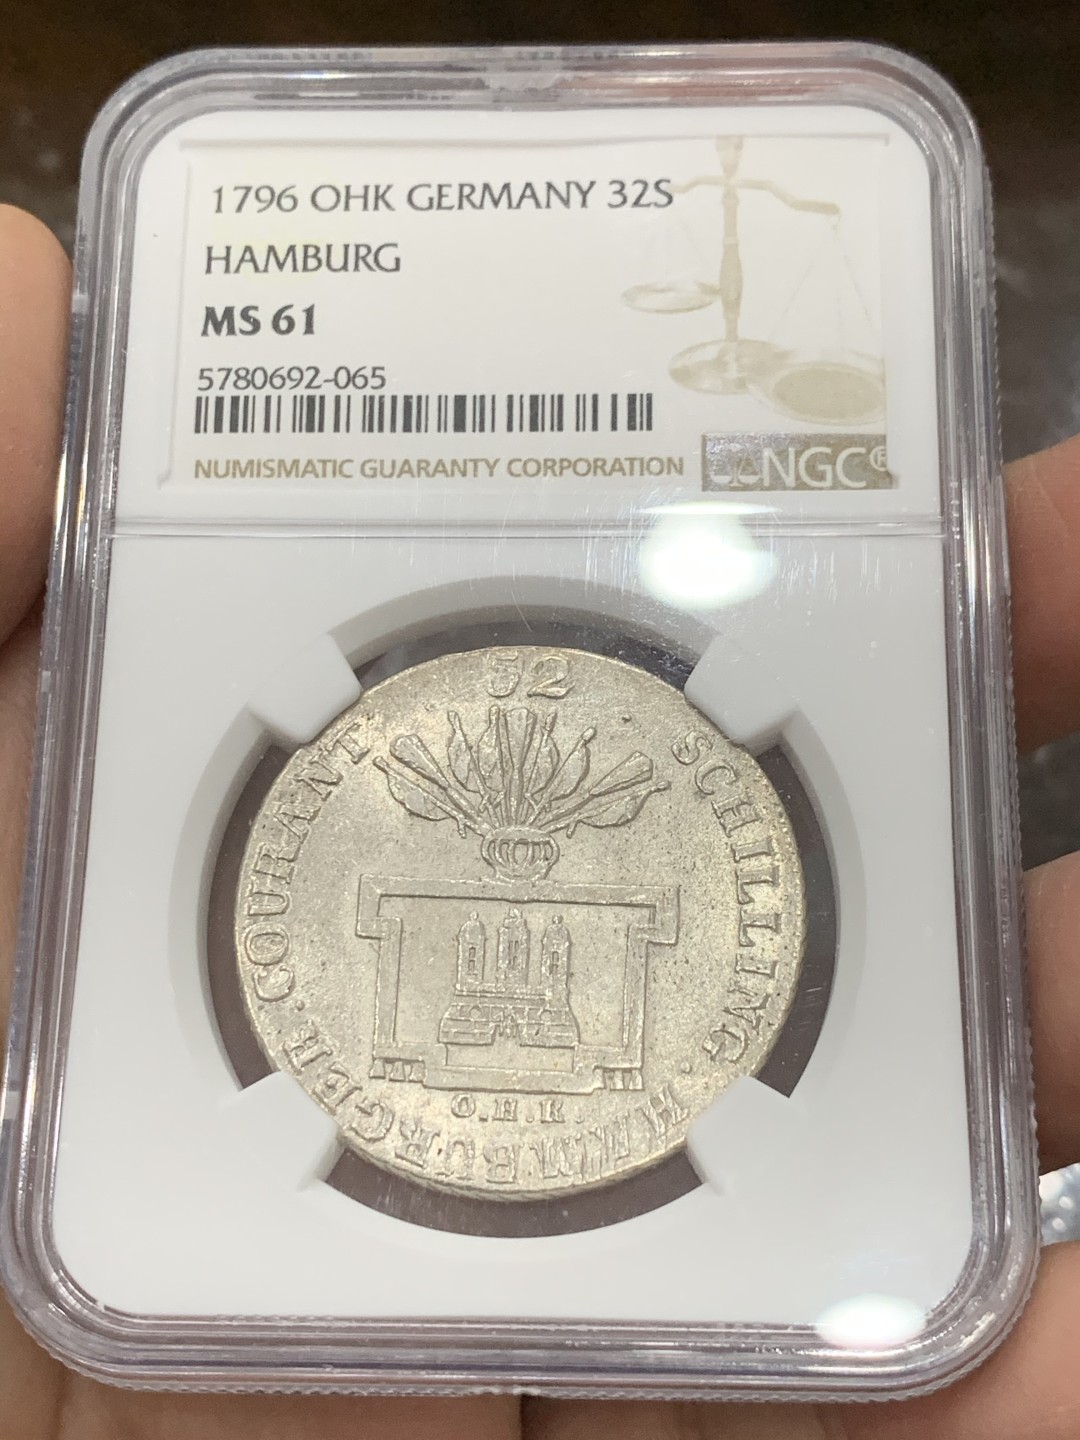 1796 OHK GERMANY 32S
HAMBURG
MS 61
5780692-065
NUMISMATIC GUARANTY CORPORATION
NGC®
32
SCHILLING. HAMBURGER. COURANT
O.H.K.